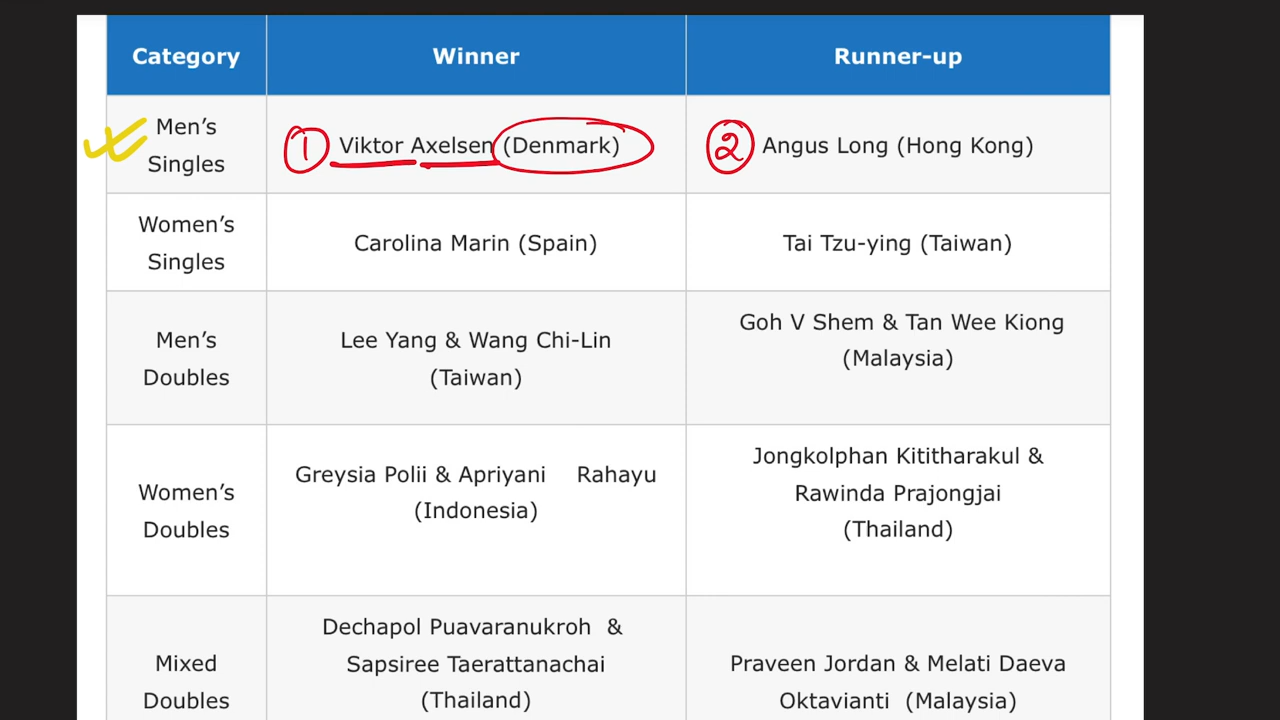 Category Winner Runner-up
Men's
Singles
1 Viktor Axelsen (Denmark)
2 Angus Long (Hong Kong)
Women's
Singles
Carolina Marin (Spain)
Tai Tzu-ying (Taiwan)
Men's
Doubles
Lee Yang & Wang Chi-Lin
(Taiwan)
Goh V Shem & Tan Wee Kiong
(Malaysia)
Women's
Doubles
Greysia Polii & Apriyani Rahayu
(Indonesia)
Jongkolphan Kititharakul &
Rawinda Prajongjai
(Thailand)
Mixed
Doubles
Dechapol Puavaranukroh &
Sapsiree Taerattanachai
(Thailand)
Praveen Jordan & Melati Daeva
Oktavianti (Malaysia)